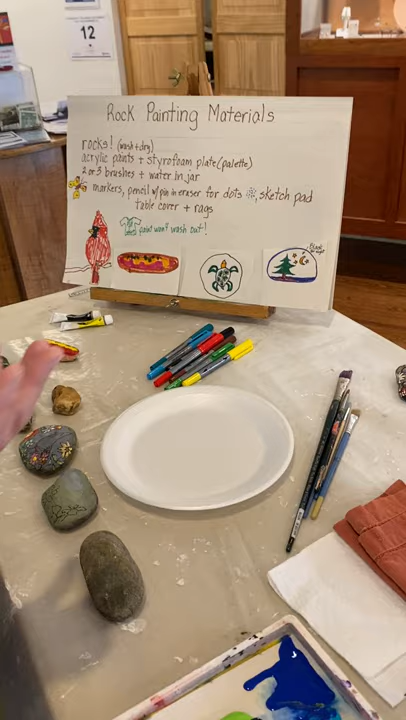 12
Rock Painting Materials
rocks! (wash + dry)
acrylic paints + styrofoam plate (palette)
2 or 3 brushes + water in jar
markers, pencil w/pin in eraser for dots, sketch pad
table cover + rags
paint won't wash out!